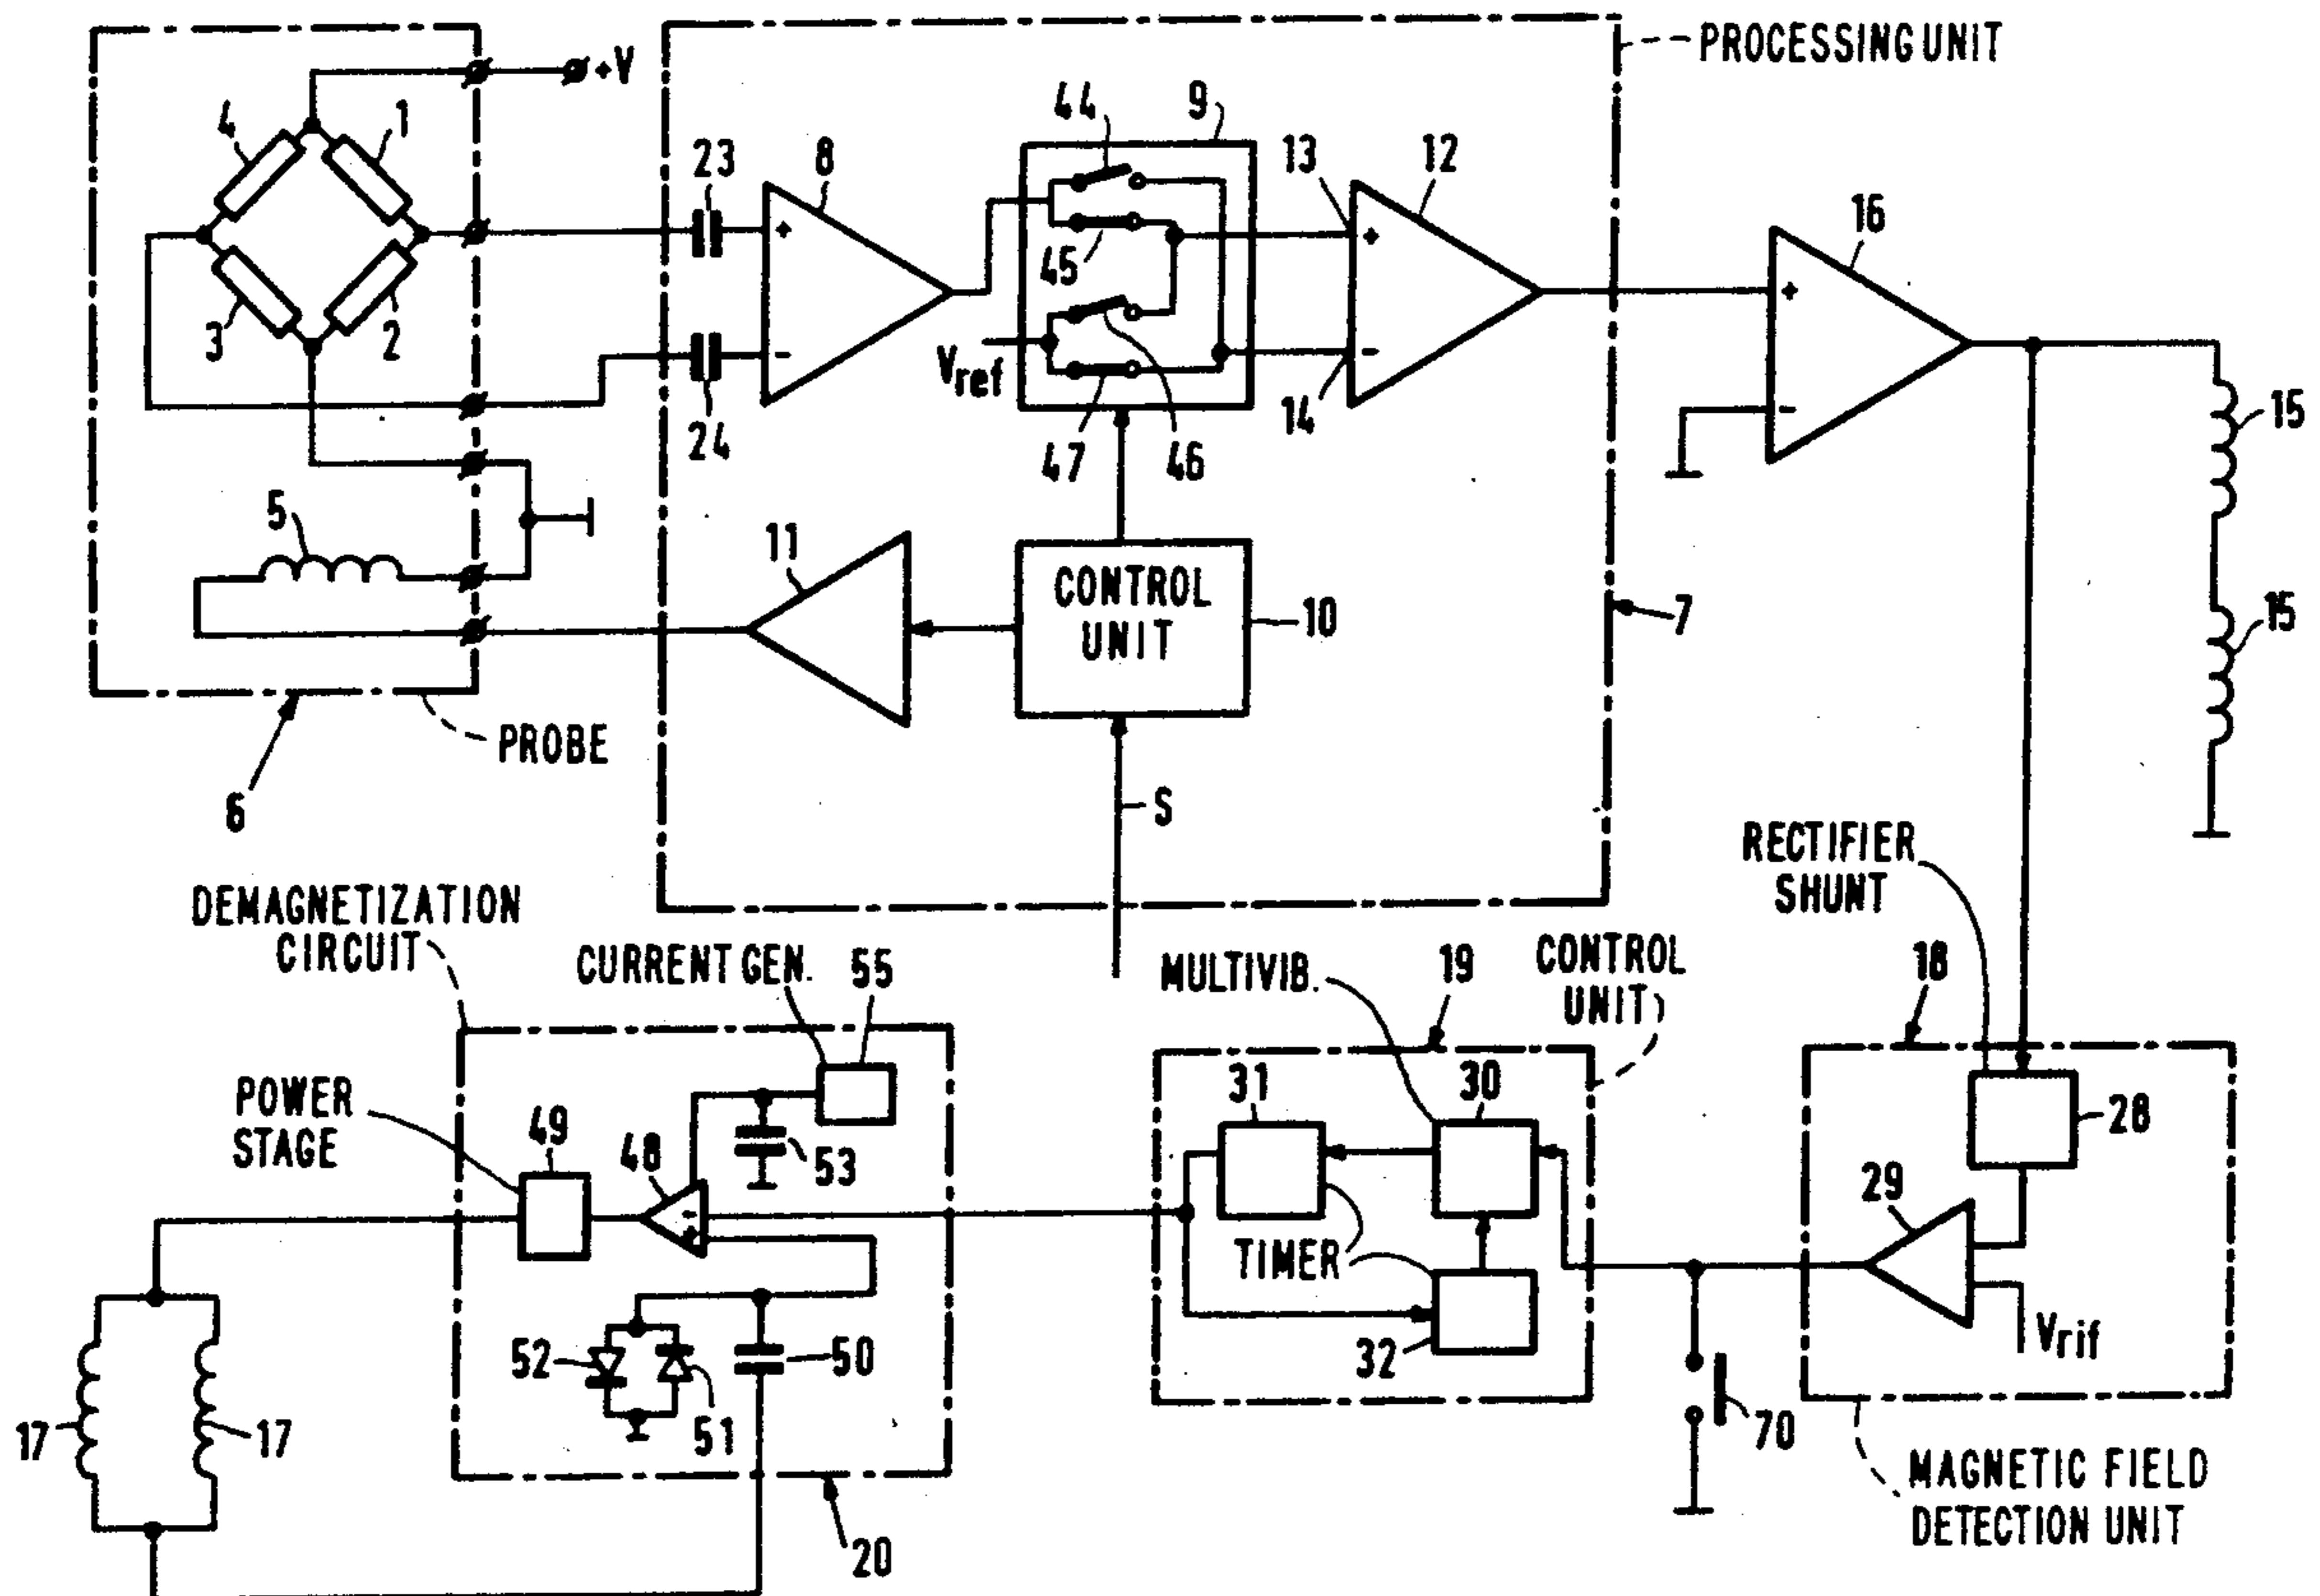 PROCESSING UNIT
+V
4
1
3
2
5
PROBE
6
23
24
8
+
-
44
9
45
Vref
47
46
13
12
14
+
-
16
+
-
15
15
11
CONTROL
UNIT
10
7
S
RECTIFIER
SHUNT
DEMAGNETIZATION
CIRCUIT
CURRENT GEN.
55
MULTIVIB.
19
CONTROL
UNIT
18
POWER
STAGE
49
48
53
-
+
31
30
TIMER
32
28
29
Vrif
52
51
50
17
17
20
70
MAGNETIC FIELD
DETECTION UNIT